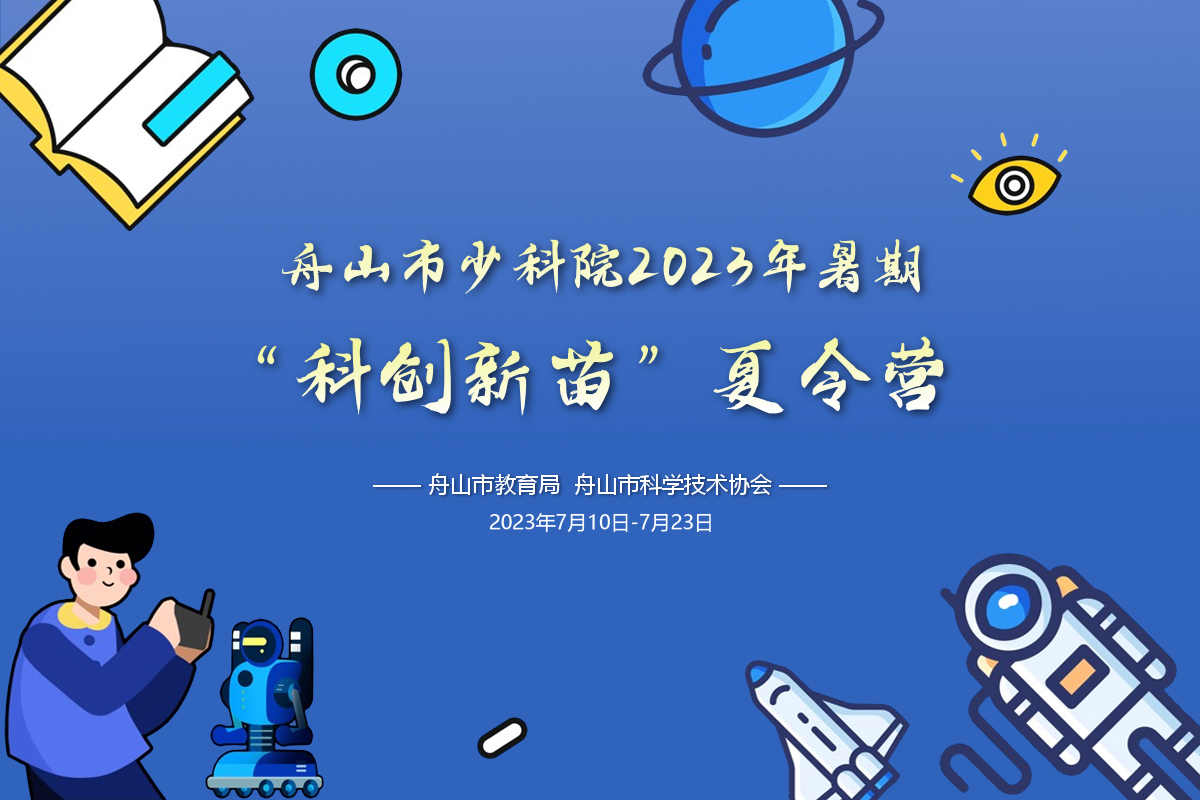 舟山市少科院2023年暑期
“科创新苗”夏令营
—— 舟山市教育局 舟山市科学技术协会 ——
2023年7月10日-7月23日